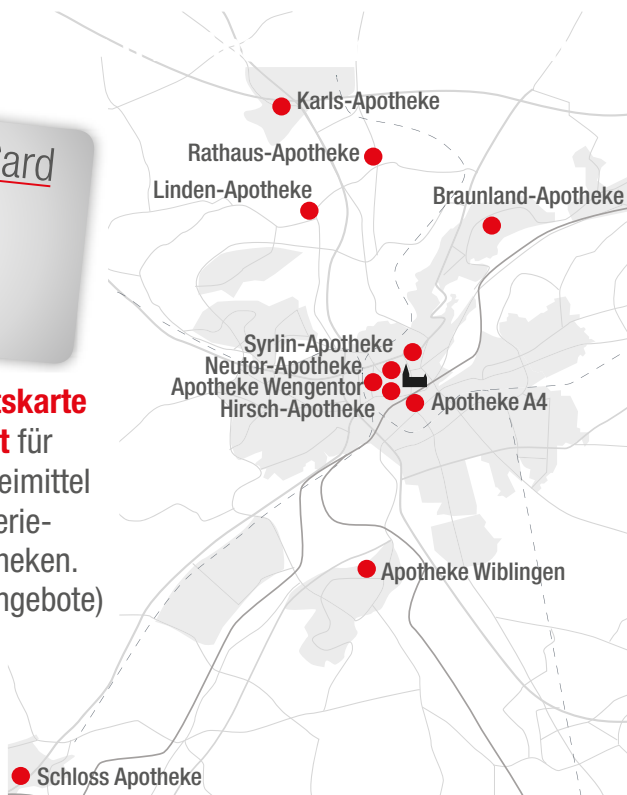 Card
Karls-Apotheke
Rathaus-Apotheke
Linden-Apotheke
Braunland-Apotheke
Syrlin-Apotheke
Neutor-Apotheke
Apotheke Wengentor
Hirsch-Apotheke
Apotheke A4
tskarte
t für
eimittel
erie-
heken.
ngebote)
Apotheke Wiblingen
Schloss Apotheke